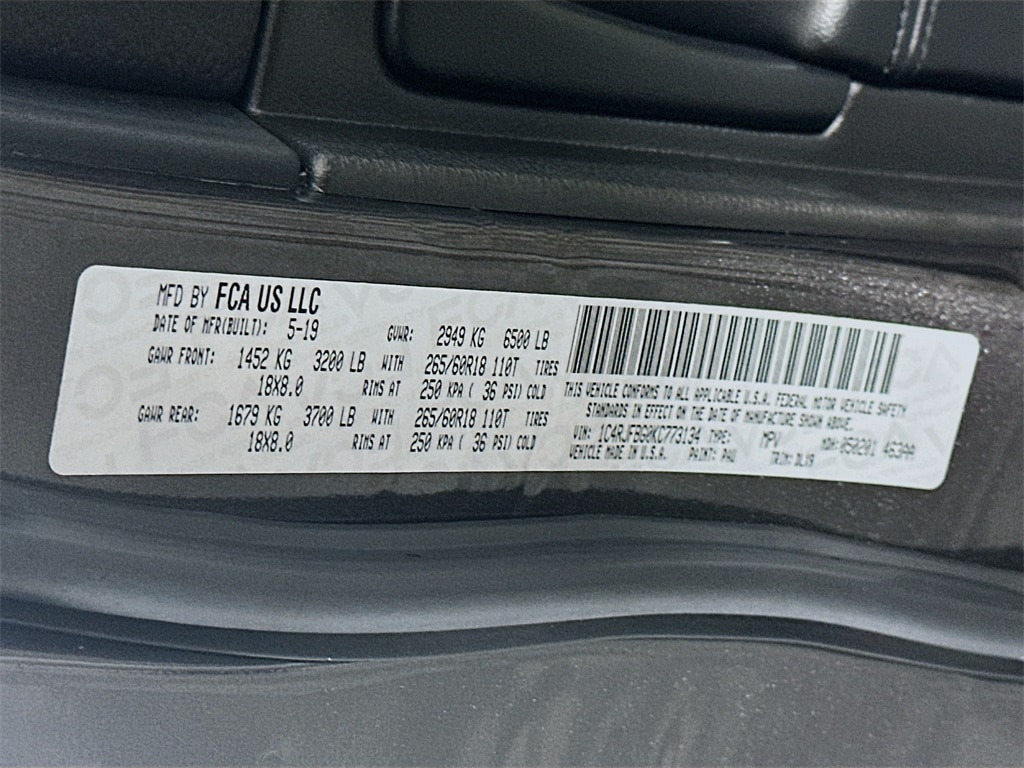 MFD BY FCA US LLC
DATE OF MFR(BUILT): 5-19 GVWR: 2949 KG 6500 LB
GAWR FRONT: 1452 KG 3200 LB WITH 265/60R18 110T TIRES
18X8.0 RIMS AT 250 KPA ( 36 PSI) COLD
GAWR REAR: 1679 KG 3700 LB WITH 265/60R18 110T TIRES
18X8.0 RIMS AT 250 KPA ( 36 PSI) COLD
THIS VEHICLE CONFORMS TO ALL APPLICABLE U.S.A. FEDERAL MOTOR VEHICLE SAFETY
STANDARDS IN EFFECT ON THE DATE OF MANUFACTURE SHOWN ABOVE.
VIN: 1C4RJFBG0KC773134 TYPE: MPV MDH:050201 463AA
VEHICLE MADE IN U.S.A. PAINT: PAU TRIM: DLX9